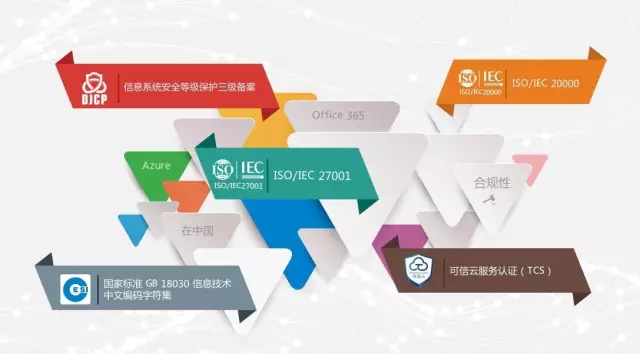 DJCP
信息系统安全等级保护三级备案
ISO IEC
ISO/IEC20000
ISO/IEC 20000
Office 365
Azure
ISO IEC
ISO/IEC27001
ISO/IEC 27001
合规性
在中国
国家标准 GB 18030 信息技术
中文编码字符集
可信云服务认证（TCS）